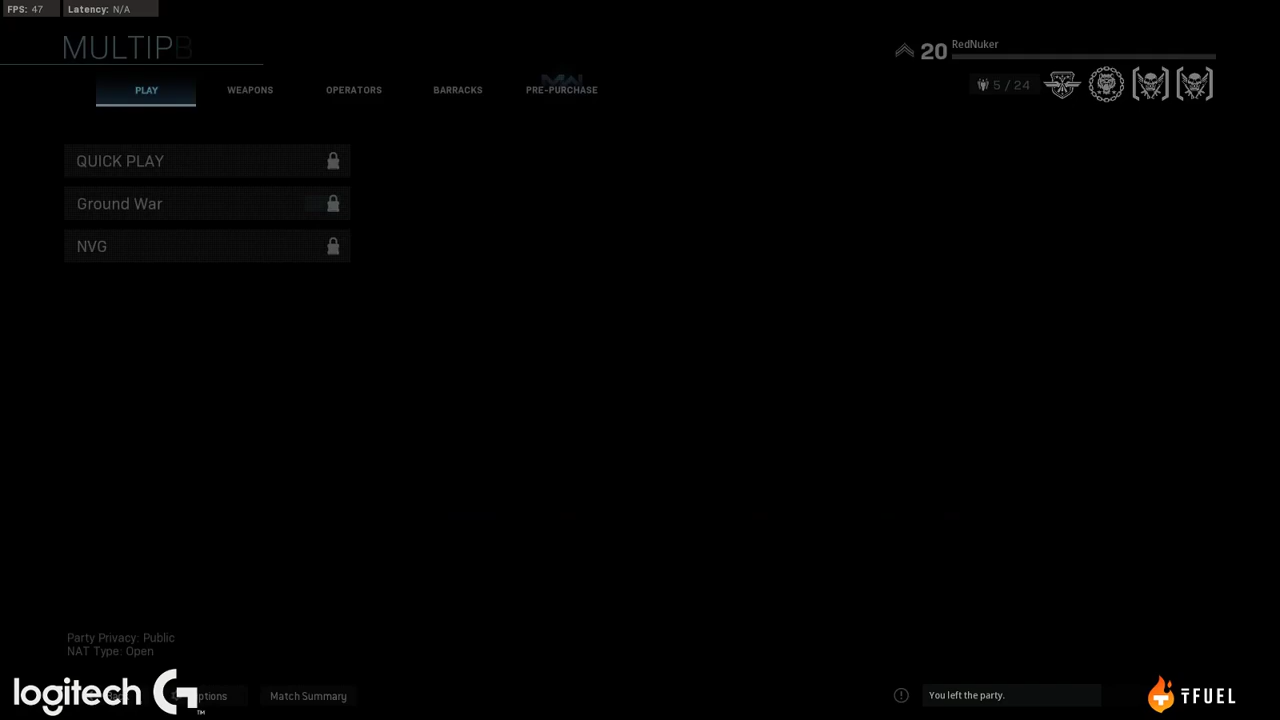 FPS: 47 Latency: N/A
MULTIP
20 RedNuker
PLAY WEAPONS OPERATORS BARRACKS PRE-PURCHASE
5 / 24
QUICK PLAY
Ground War
NVG
Party Privacy: Public
NAT Type: Open
logitech G ™
Match Summary
You left the party.
TFUEL